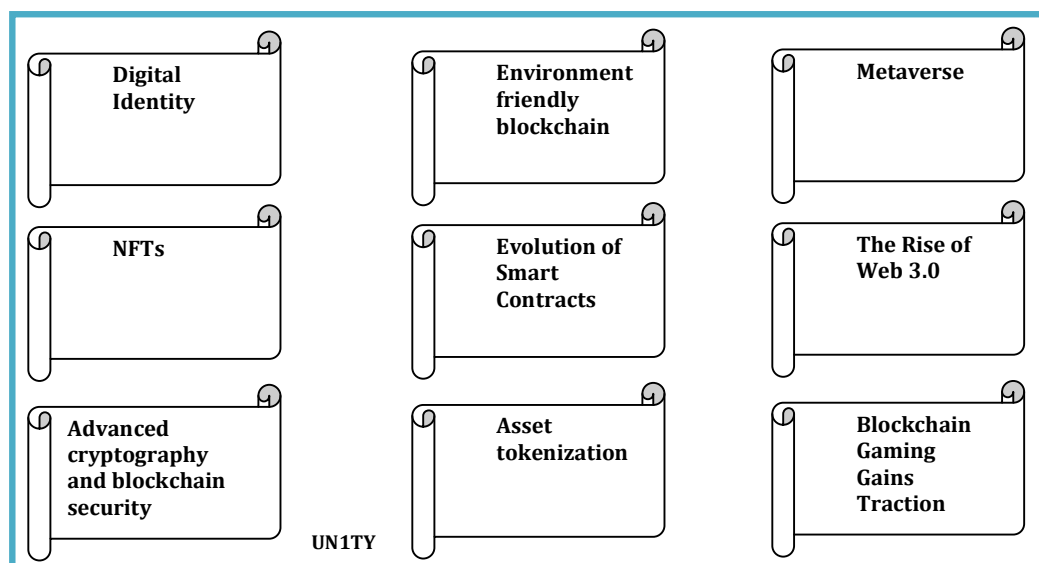 Digital
Identity
Environment
friendly
blockchain
Metaverse
NFTs
Evolution of
Smart
Contracts
The Rise of
Web 3.0
Advanced
cryptography
and blockchain
security
Asset
tokenization
Blockchain
Gaming
Gains
Traction
UN1TY